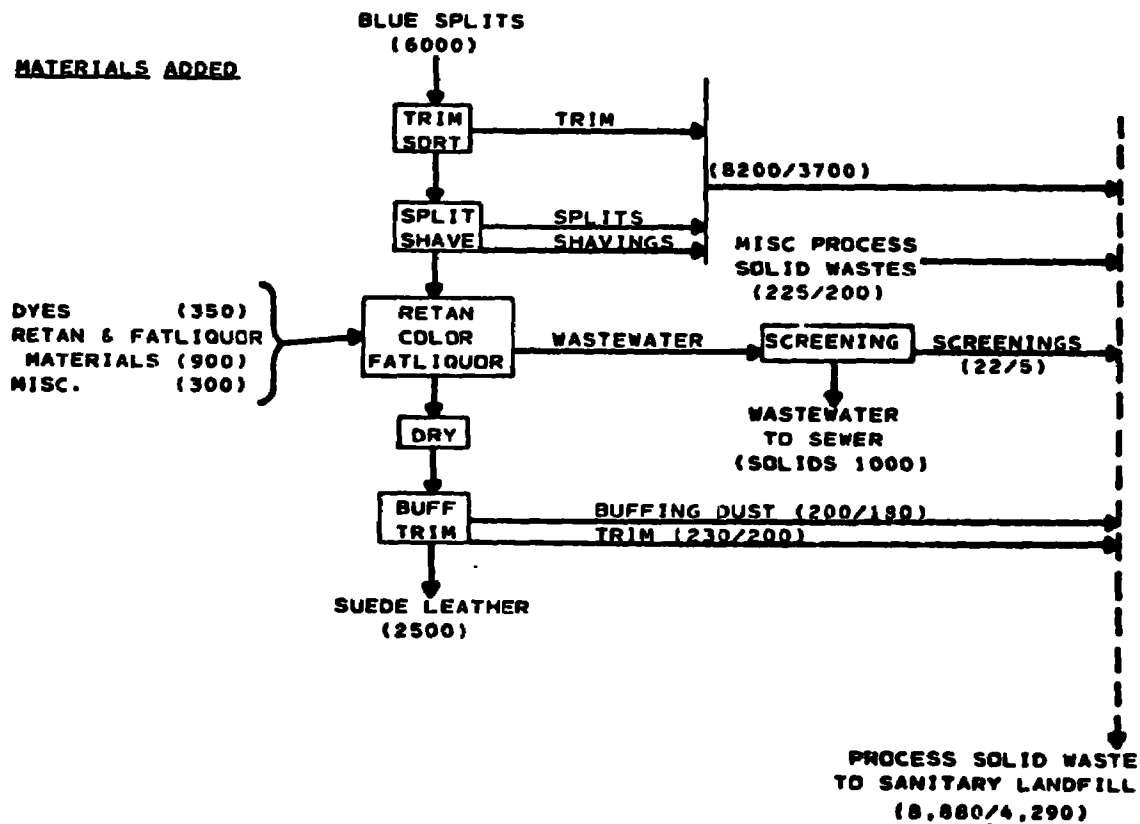 BLUE SPLITS
(6000)
MATERIALS ADDED
TRIM
SORT
TRIM
(8200/3700)
SPLIT
SHAVE
SPLITS
SHAVINGS
MISC PROCESS
SOLID WASTES
(225/200)
DYES (350)
RETAN & FATLIQUOR
MATERIALS (900)
MISC. (300)
RETAN
COLOR
FATLIQUOR
WASTEWATER
SCREENING
SCREENINGS
(22/5)
WASTEWATER
TO SEWER
(SOLIDS 1000)
DRY
BUFF
TRIM
BUFFING DUST (200/180)
TRIM (230/200)
SUEDE LEATHER
(2500)
PROCESS SOLID WASTE
TO SANITARY LANDFILL
(8,880/4,290)